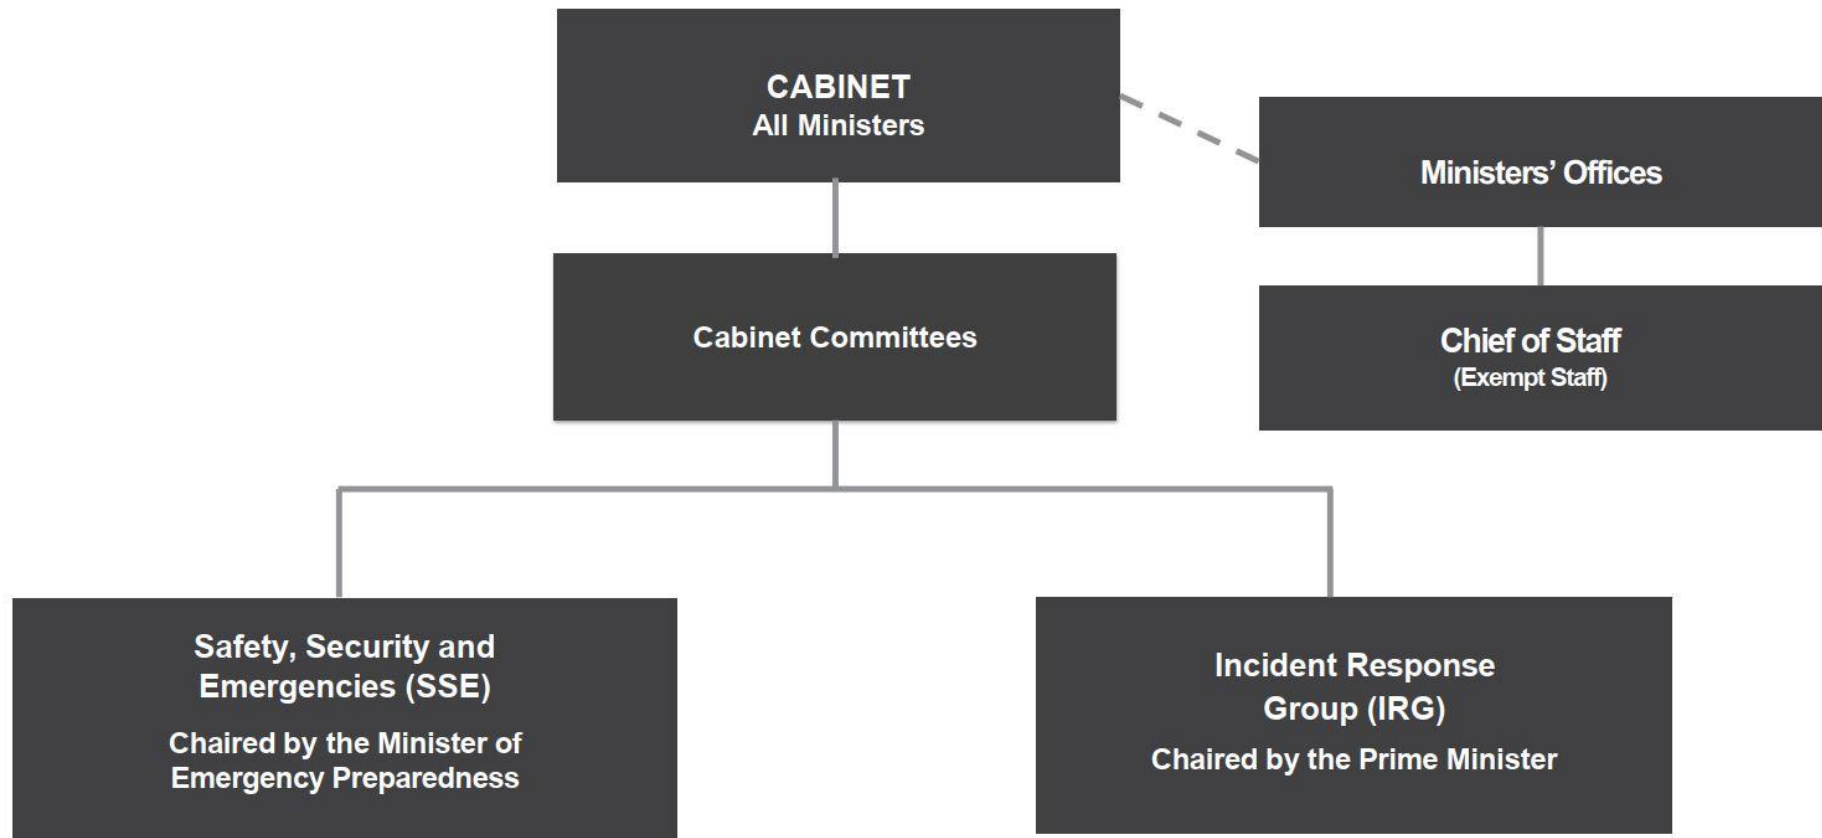 CABINET
All Ministers
Ministers’ Offices
Cabinet Committees
Chief of Staff
(Exempt Staff)
Safety, Security and
Emergencies (SSE)
Chaired by the Minister of
Emergency Preparedness
Incident Response
Group (IRG)
Chaired by the Prime Minister